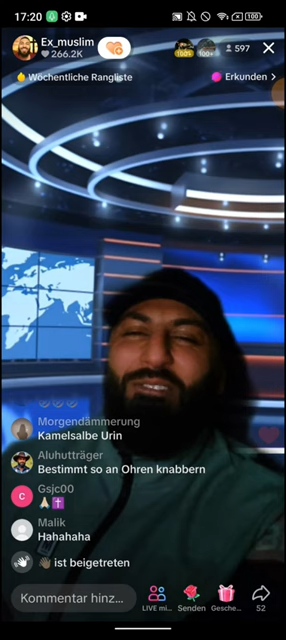 17:20
100
Ex_muslim
266.2K
100+
597
Wöchentliche Rangliste
Erkunden >
Morgendämmerung
Kamelsalbe Urin
Aluhutträger
Bestimmt so an Ohren knabbern
C
Gsjc00
Malik
Hahahaha
ist beigetreten
Kommentar hinz...
LIVE mi...
Senden
Gesche...
52